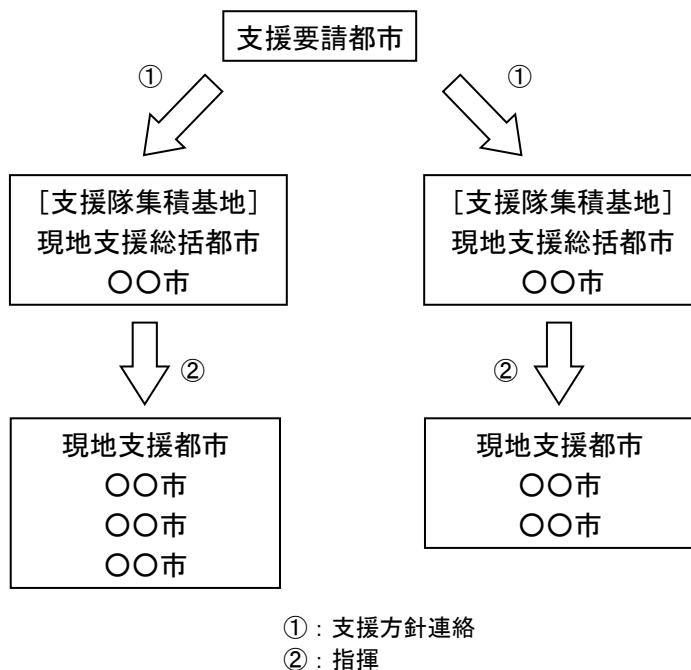 支援要請都市
①
①
[支援隊集積基地]
現地支援総括都市
〇〇市
[支援隊集積基地]
現地支援総括都市
〇〇市
②
②
現地支援都市
〇〇市
〇〇市
〇〇市
現地支援都市
〇〇市
〇〇市
①：支援方針連絡
②：指揮